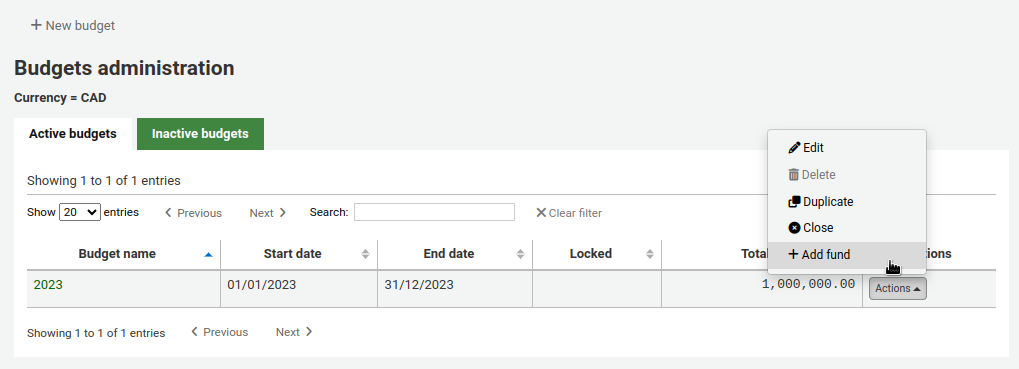 New budget
Budgets administration
Currency = CAD
Active budgets
Inactive budgets
Showing 1 to 1 of 1 entries
Show 20 entries
Previous
Next
Search:
Clear filter
Edit
Delete
Duplicate
Close
Add fund
Budget name
Start date
End date
Locked
2023
01/01/2023
31/12/2023
1,000,000.00
Actions
Showing 1 to 1 of 1 entries
Previous
Next